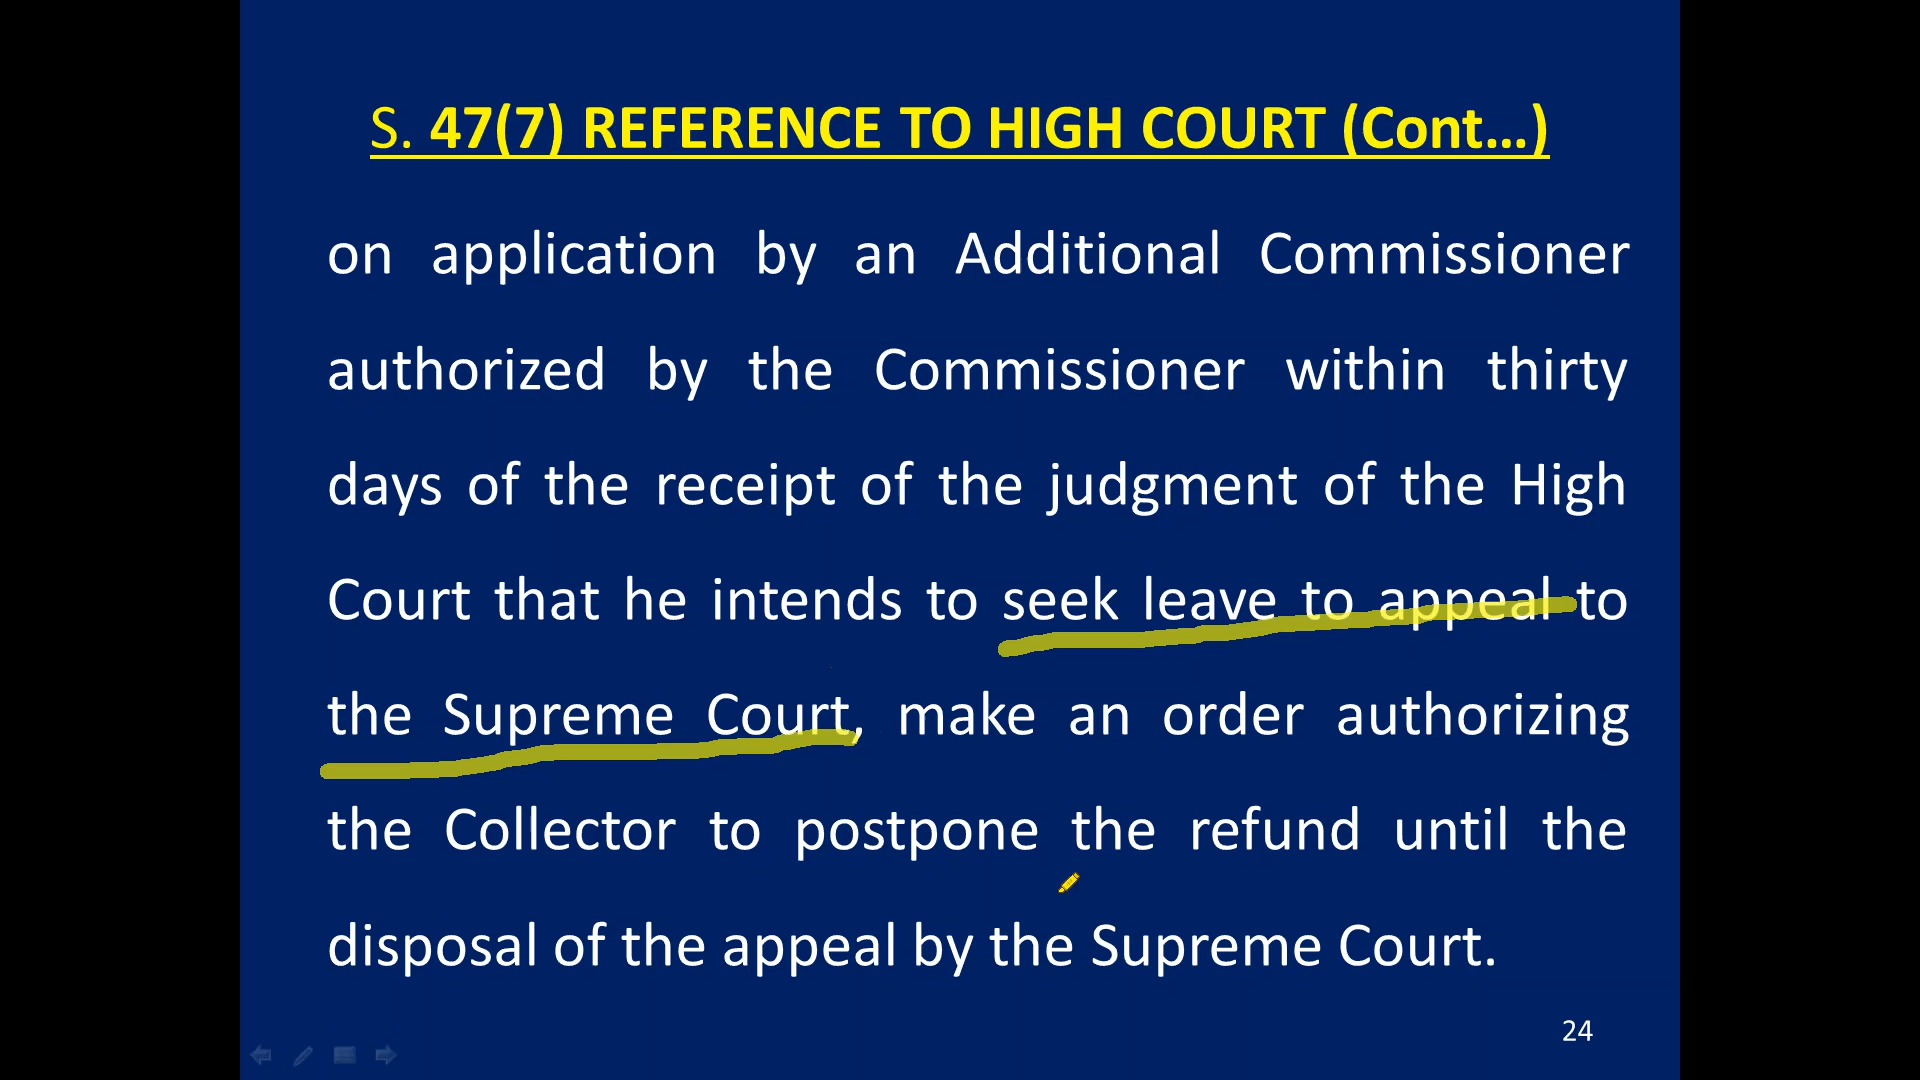 S. 47(7) REFERENCE TO HIGH COURT (Cont…)
on application by an Additional Commissioner
authorized by the Commissioner within thirty
days of the receipt of the judgment of the High
Court that he intends to seek leave to appeal to
the Supreme Court, make an order authorizing
the Collector to postpone the refund until the
disposal of the appeal by the Supreme Court.
24